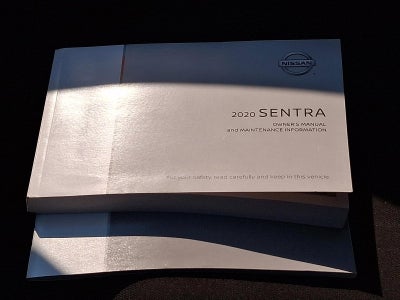 NISSAN
2020 SENTRA
OWNER'S MANUAL
and MAINTENANCE INFORMATION
For your safety, read carefully and keep in this vehicle.